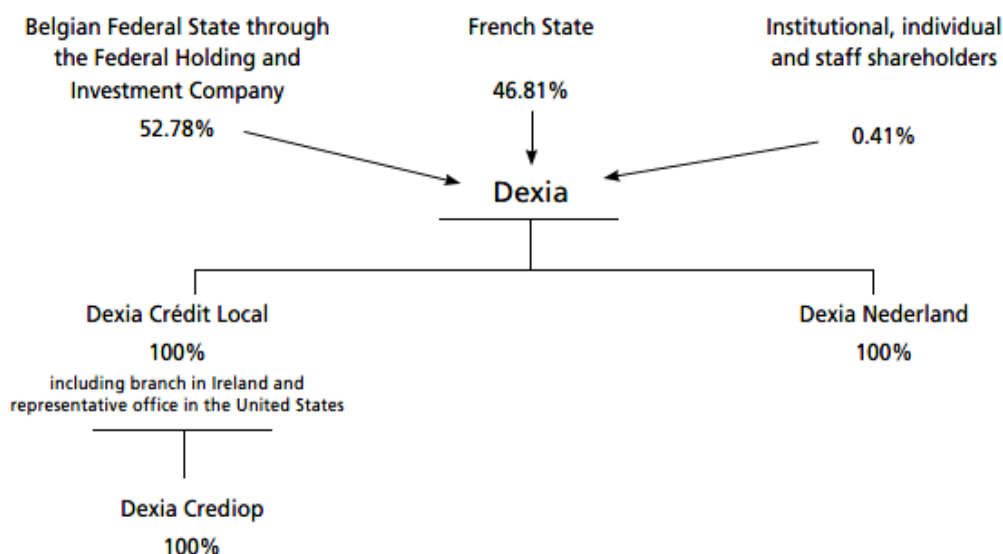 Belgian Federal State through
the Federal Holding and
Investment Company
52.78%
French State
46.81%
Institutional, individual
and staff shareholders
0.41%
Dexia
Dexia Crédit Local
100%
including branch in Ireland and
representative office in the United States
Dexia Nederland
100%
Dexia Crediop
100%